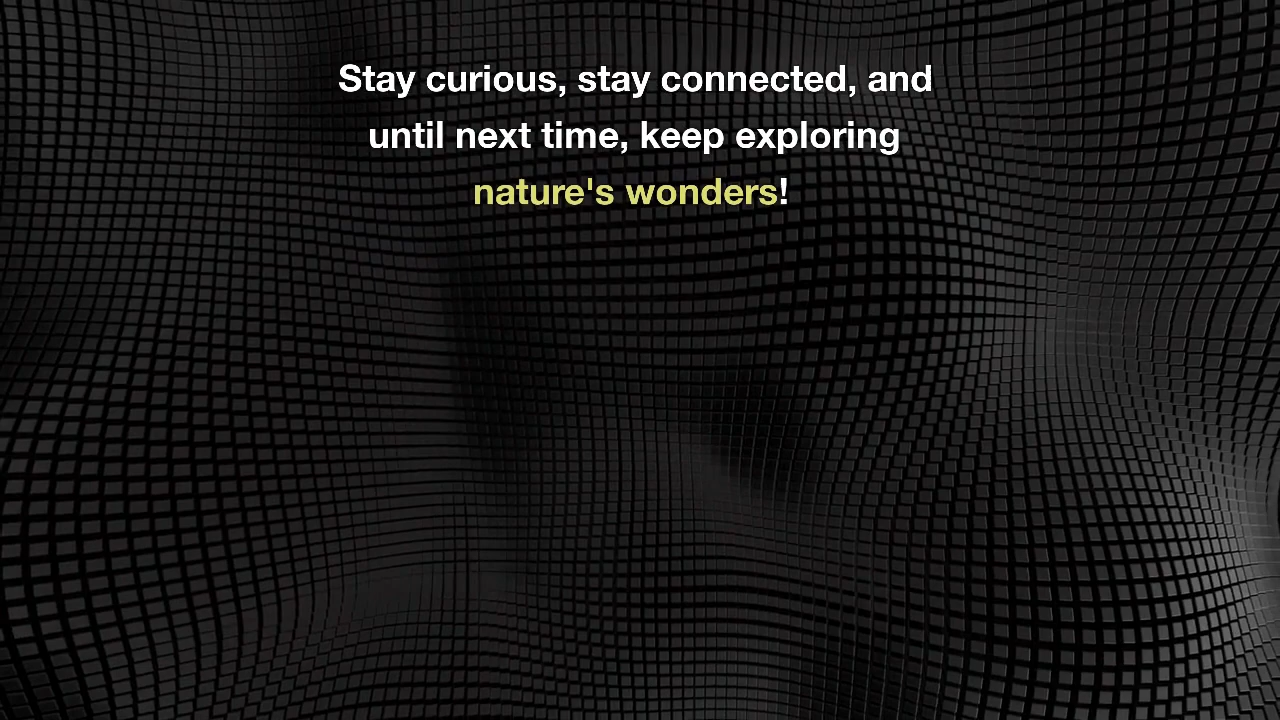 Stay curious, stay connected, and
until next time, keep exploring
nature's wonders!